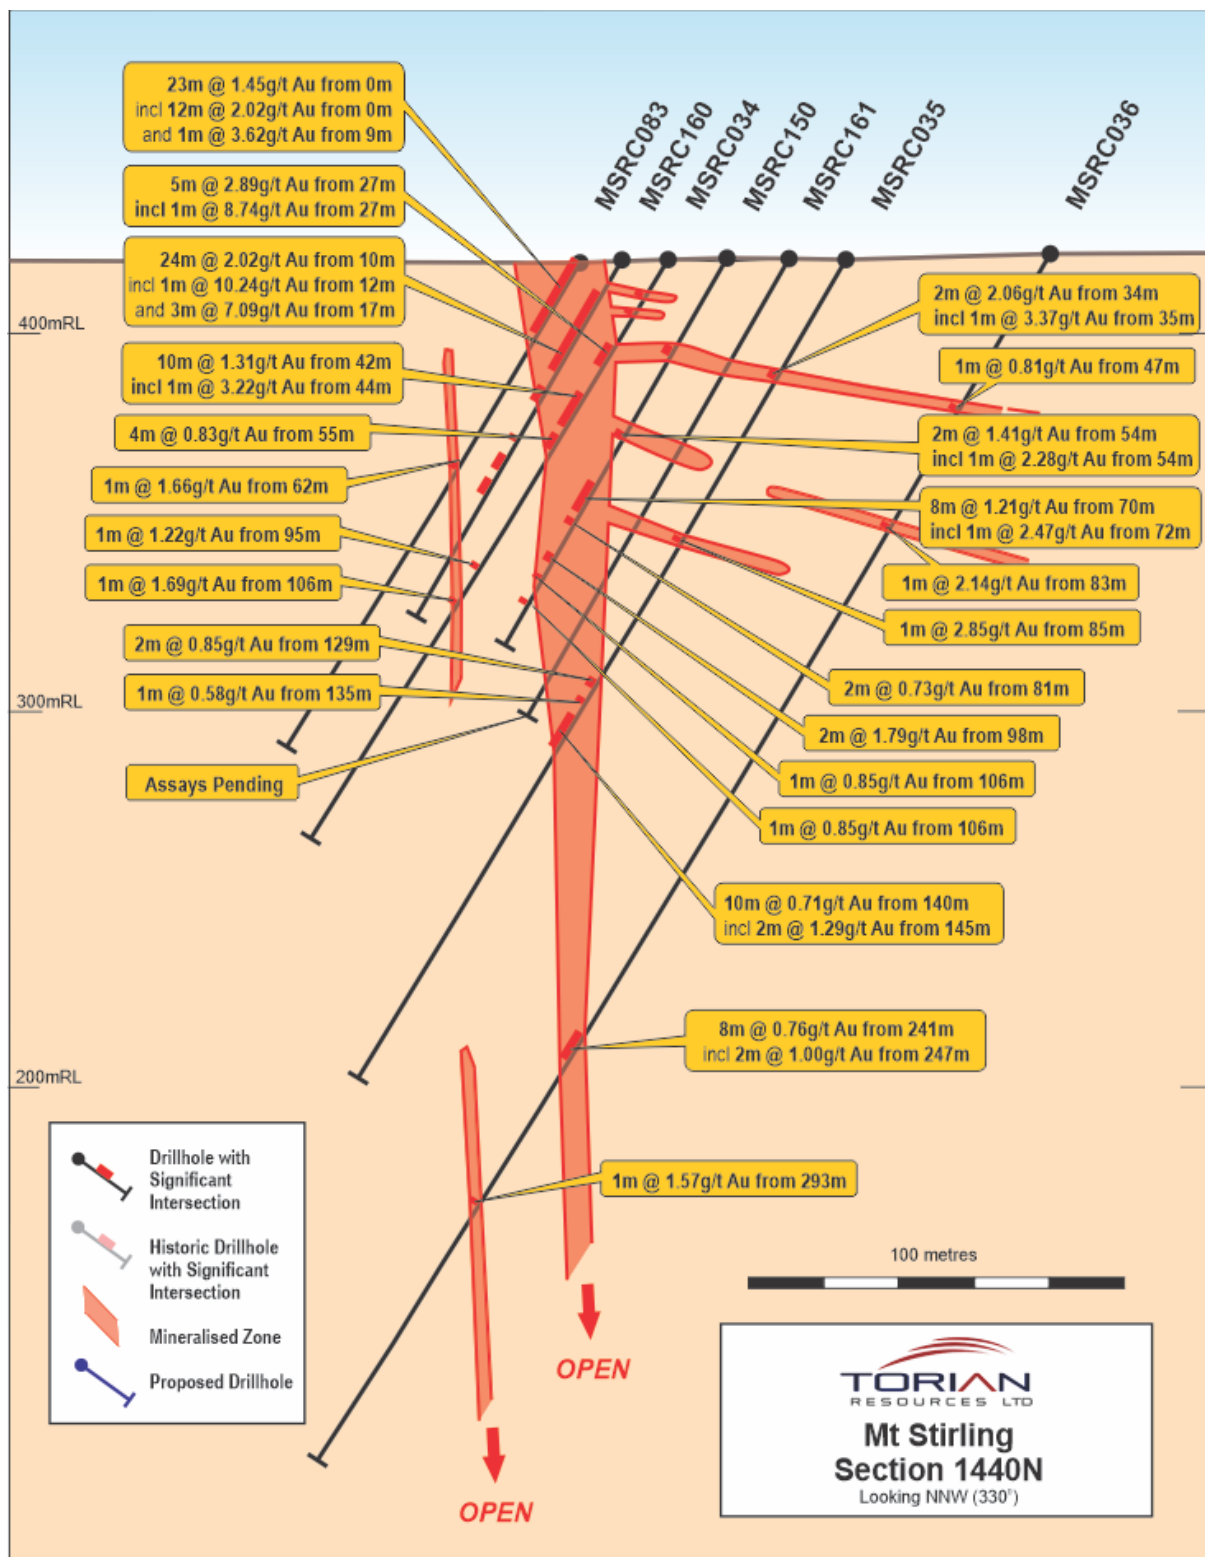 23m @ 1.45g/t Au from 0m
incl 12m @ 2.02g/t Au from 0m
and 1m @ 3.62g/t Au from 9m
5m @ 2.89g/t Au from 27m
incl 1m @ 8.74g/t Au from 27m
24m @ 2.02g/t Au from 10m
incl 1m @ 10.24g/t Au from 12m
and 3m @ 7.09g/t Au from 17m
10m @ 1.31g/t Au from 42m
incl 1m @ 3.22g/t Au from 44m
4m @ 0.83g/t Au from 55m
1m @ 1.66g/t Au from 62m
1m @ 1.22g/t Au from 95m
1m @ 1.69g/t Au from 106m
2m @ 0.85g/t Au from 129m
1m @ 0.58g/t Au from 135m
Assays Pending
MSRC083
MSRC160
MSRC034
MSRC150
MSRC161
MSRC035
MSRC036
2m @ 2.06g/t Au from 34m
incl 1m @ 3.37g/t Au from 35m
1m @ 0.81g/t Au from 47m
2m @ 1.41g/t Au from 54m
incl 1m @ 2.28g/t Au from 54m
8m @ 1.21g/t Au from 70m
incl 1m @ 2.47g/t Au from 72m
1m @ 2.14g/t Au from 83m
1m @ 2.85g/t Au from 85m
2m @ 0.73g/t Au from 81m
2m @ 1.79g/t Au from 98m
1m @ 0.85g/t Au from 106m
1m @ 0.85g/t Au from 106m
10m @ 0.71g/t Au from 140m
incl 2m @ 1.29g/t Au from 145m
8m @ 0.76g/t Au from 241m
incl 2m @ 1.00g/t Au from 247m
1m @ 1.57g/t Au from 293m
400mRL
300mRL
200mRL
Drillhole with
Significant
Intersection
Historic Drillhole
with Significant
Intersection
Mineralised Zone
Proposed Drillhole
OPEN
OPEN
100 metres
TORIAN
RESOURCES LTD
Mt Stirling
Section 1440N
Looking NNW (330°)